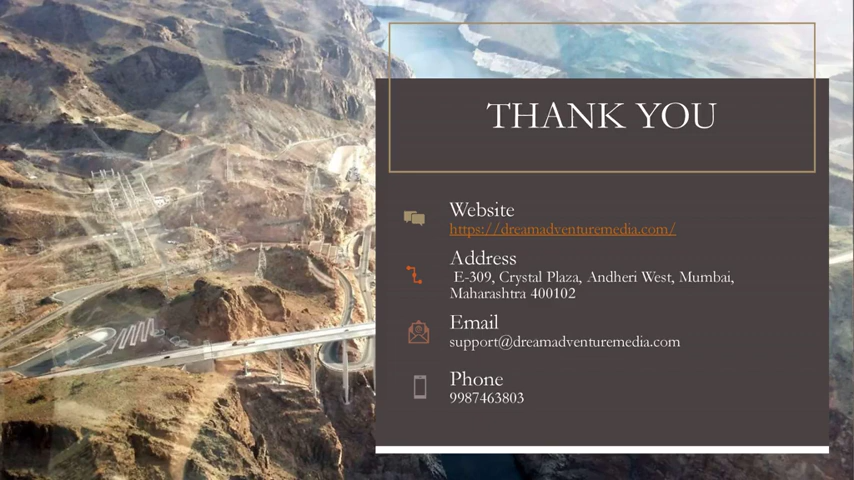 THANK YOU
Website
https://dreamadventuremedia.com/
Address
E-309, Crystal Plaza, Andheri West, Mumbai,
Maharashtra 400102
Email
support@dreamadventuremedia.com
Phone
9987463803